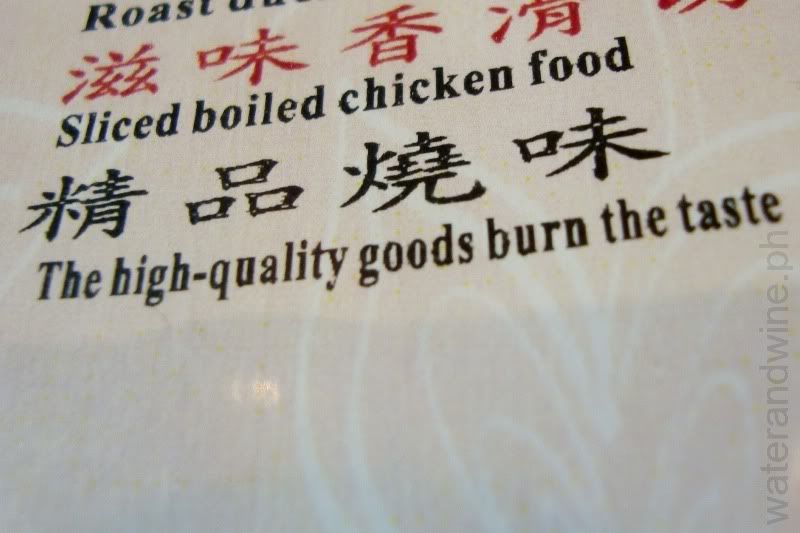 Roast
滋味香滑
Sliced boiled chicken food
精品燒味
The high-quality goods burn the taste
waterandwine.ph